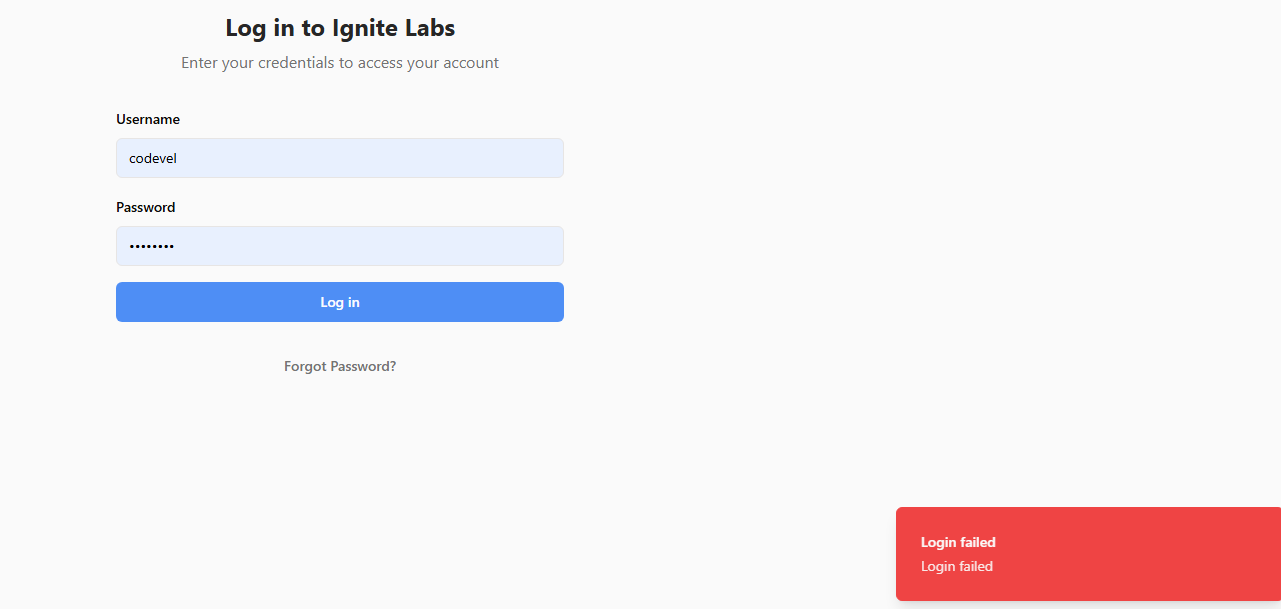 Log in to Ignite Labs
Enter your credentials to access your account
Username
codevel
Password
••••••••
Log in
Forgot Password?
Login failed
Login failed